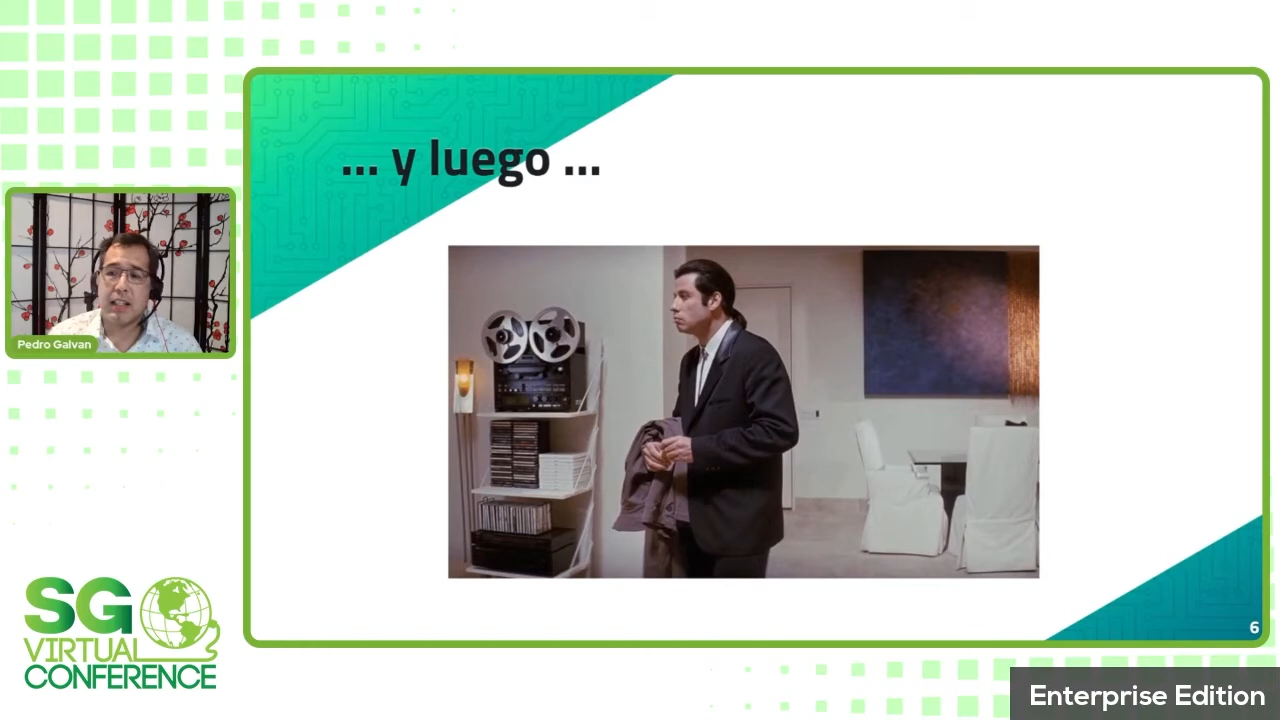 ... y luego ...
Pedro Galvan
SG
VIRTUAL
CONFERENCE
6
Enterprise Edition